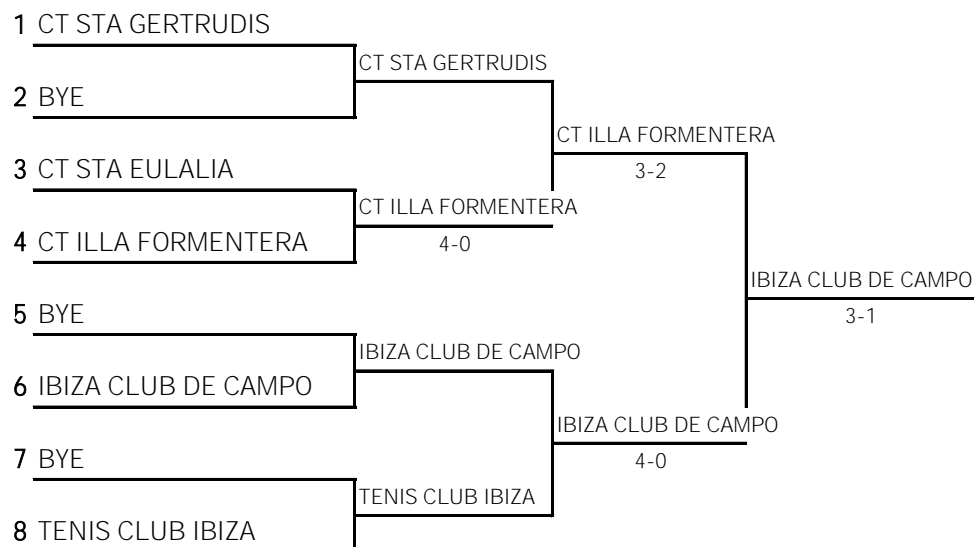 1 CT STA GERTRUDIS
CT STA GERTRUDIS
2 BYE
CT ILLA FORMENTERA
3-2
3 CT STA EULALIA
CT ILLA FORMENTERA
4-0
4 CT ILLA FORMENTERA
IBIZA CLUB DE CAMPO
3-1
5 BYE
IBIZA CLUB DE CAMPO
6 IBIZA CLUB DE CAMPO
IBIZA CLUB DE CAMPO
4-0
7 BYE
TENIS CLUB IBIZA
8 TENIS CLUB IBIZA